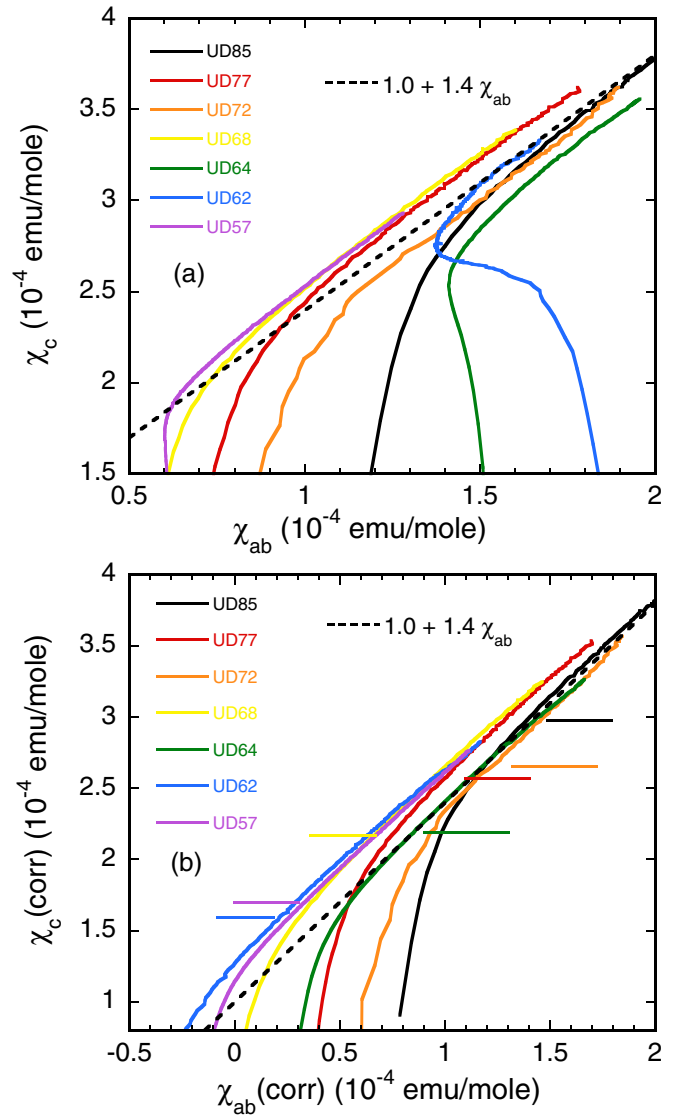 4
3.5
3
2.5
2
1.5
χc (10-4 emu/mole)
UD85
UD77
UD72
UD68
UD64
UD62
UD57
1.0 + 1.4 χab
(a)
0.5 1 1.5 2
χab (10-4 emu/mole)
4
3.5
3
2.5
2
1.5
1
χc(corr) (10-4 emu/mole)
UD85
UD77
UD72
UD68
UD64
UD62
UD57
1.0 + 1.4 χab
(b)
-0.5 0 0.5 1 1.5 2
χab(corr) (10-4 emu/mole)